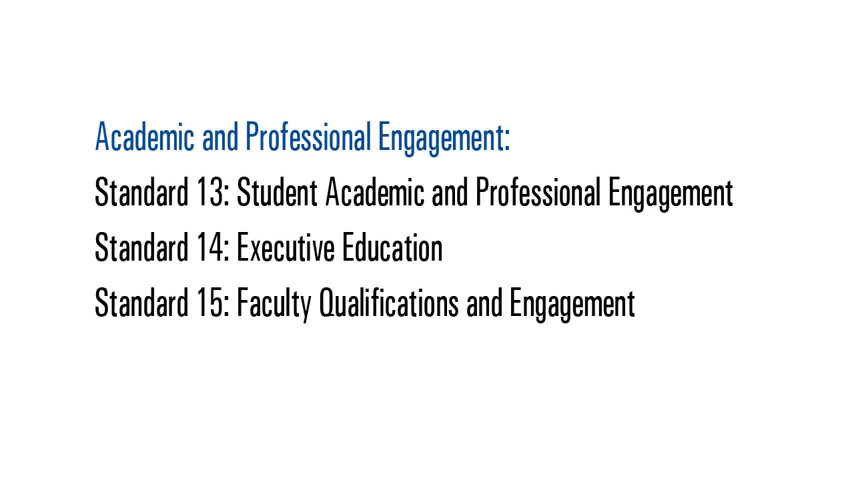 Academic and Professional Engagement:
Standard 13: Student Academic and Professional Engagement
Standard 14: Executive Education
Standard 15: Faculty Qualifications and Engagement